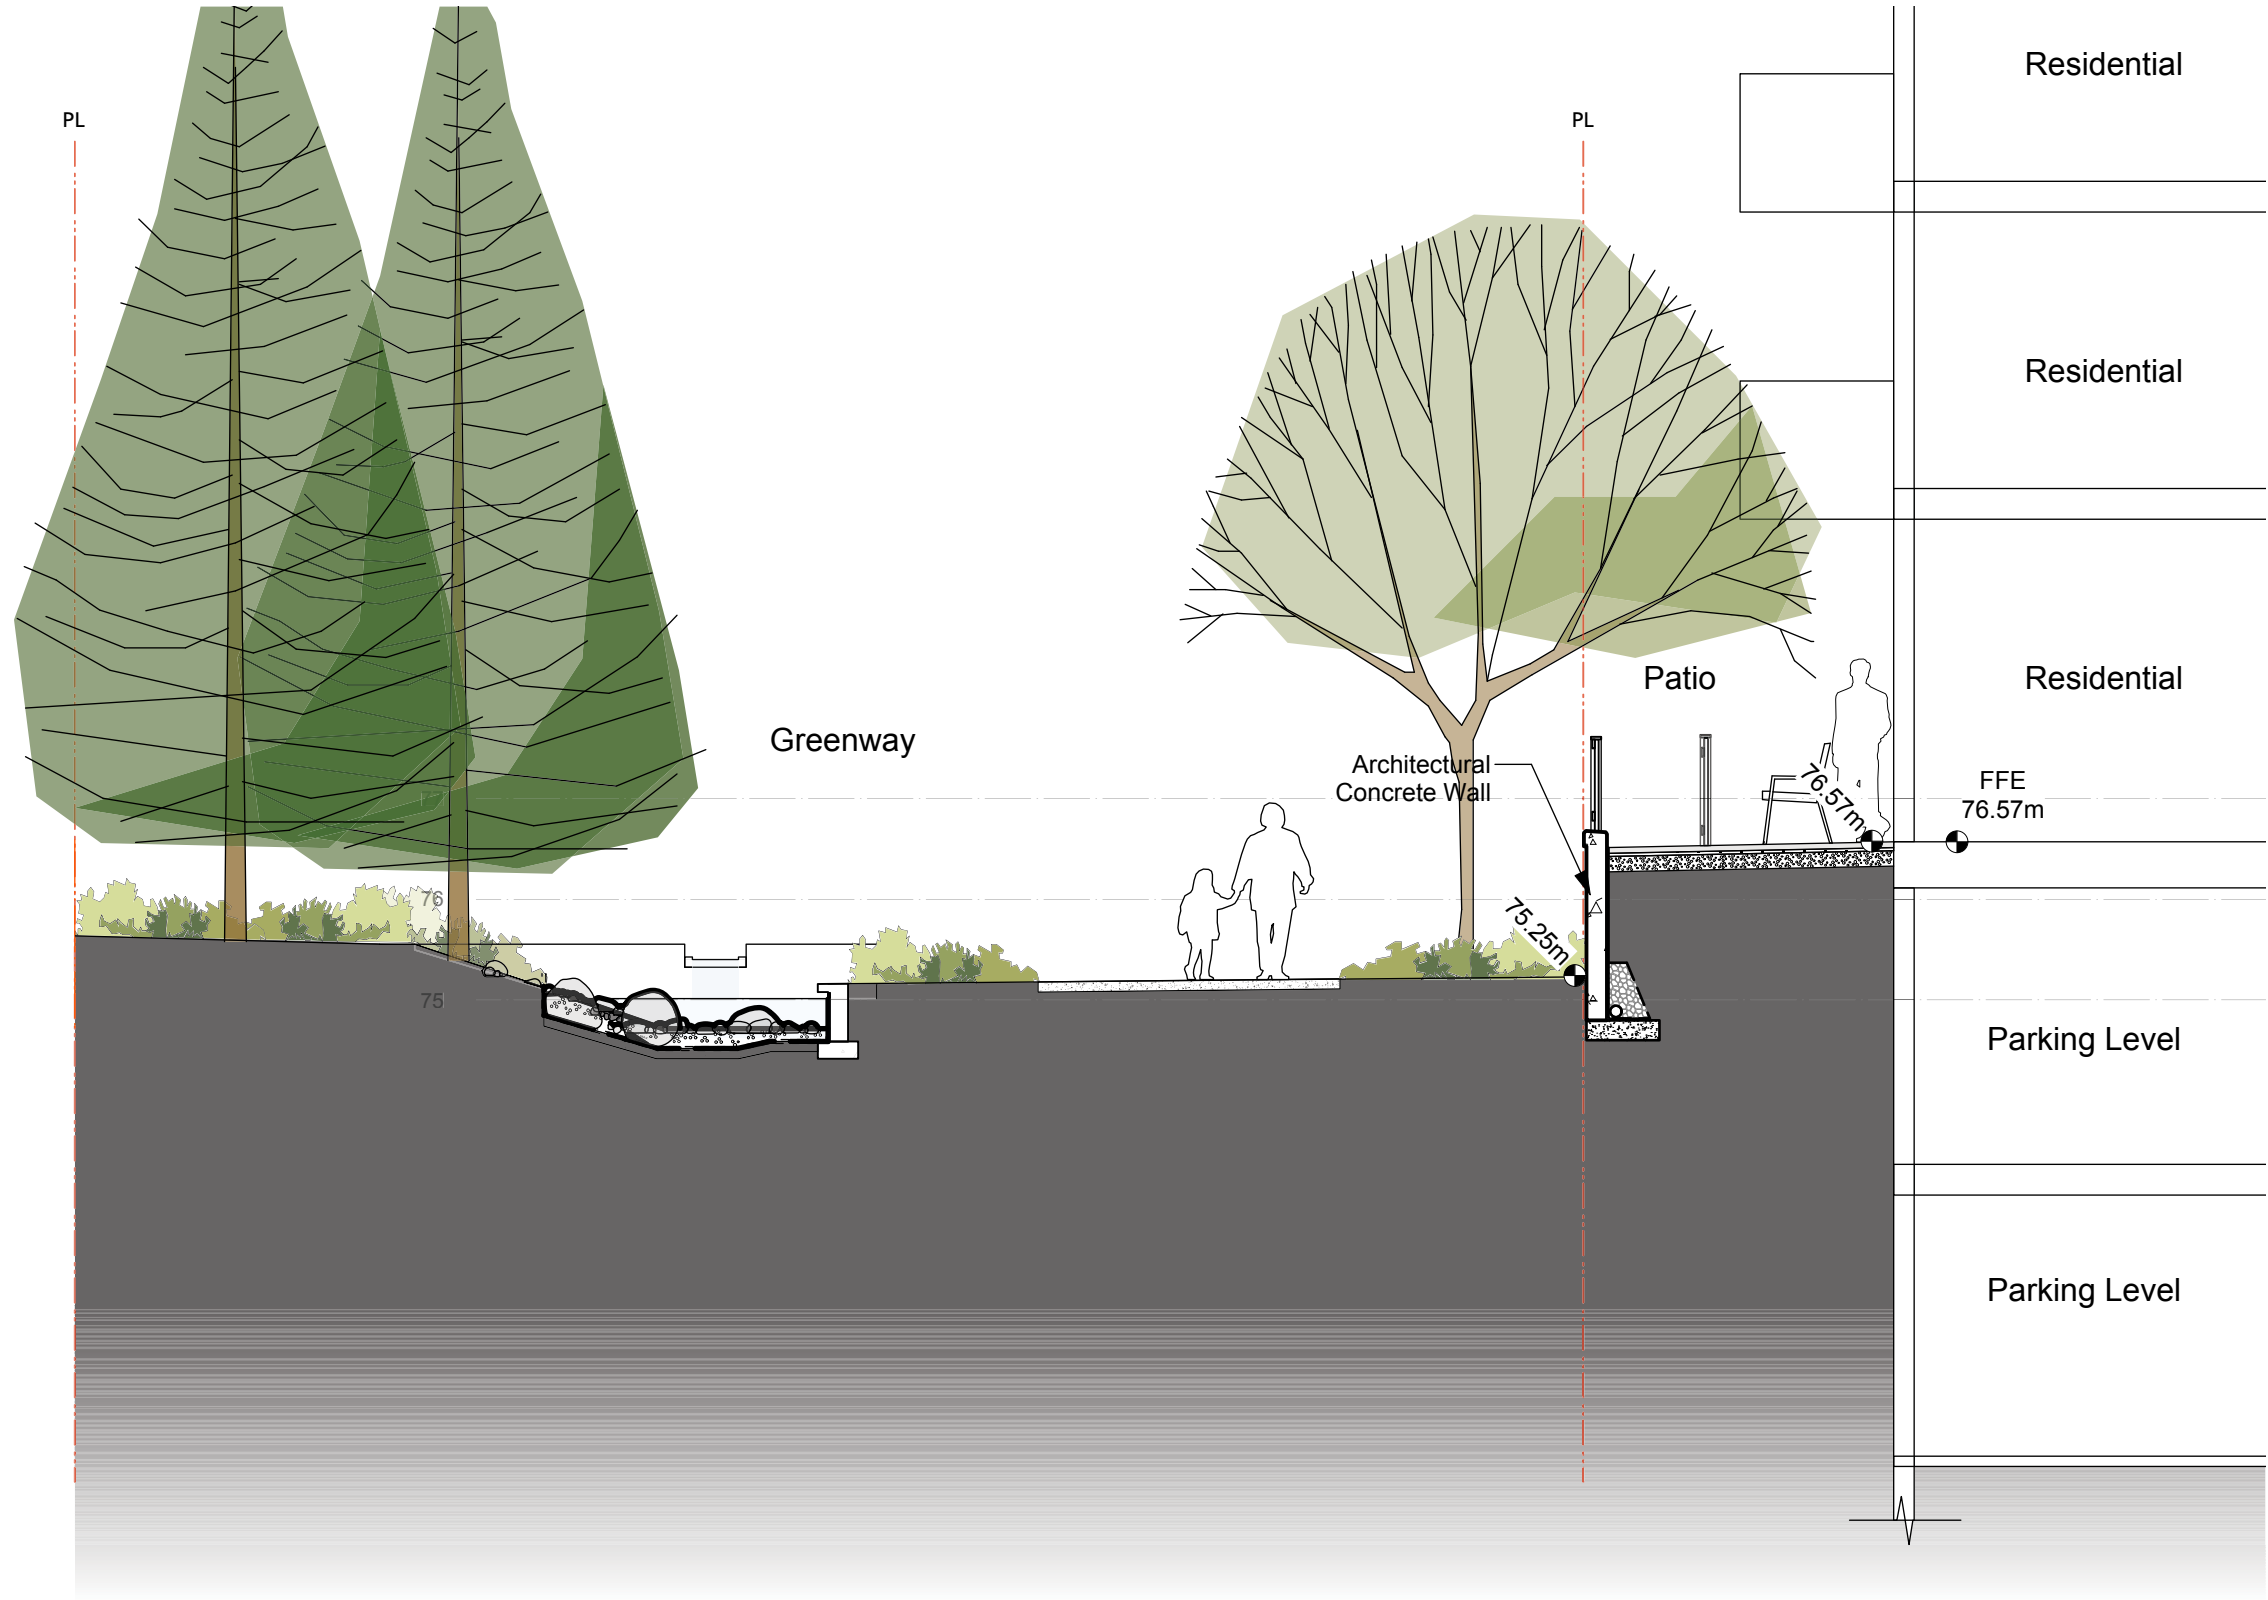 Residential
PL
PL
Residential
Patio
Residential
Greenway
Architectural
Concrete Wall
76.57m
FFE
76.57m
76
75.25m
75
Parking Level
Parking Level